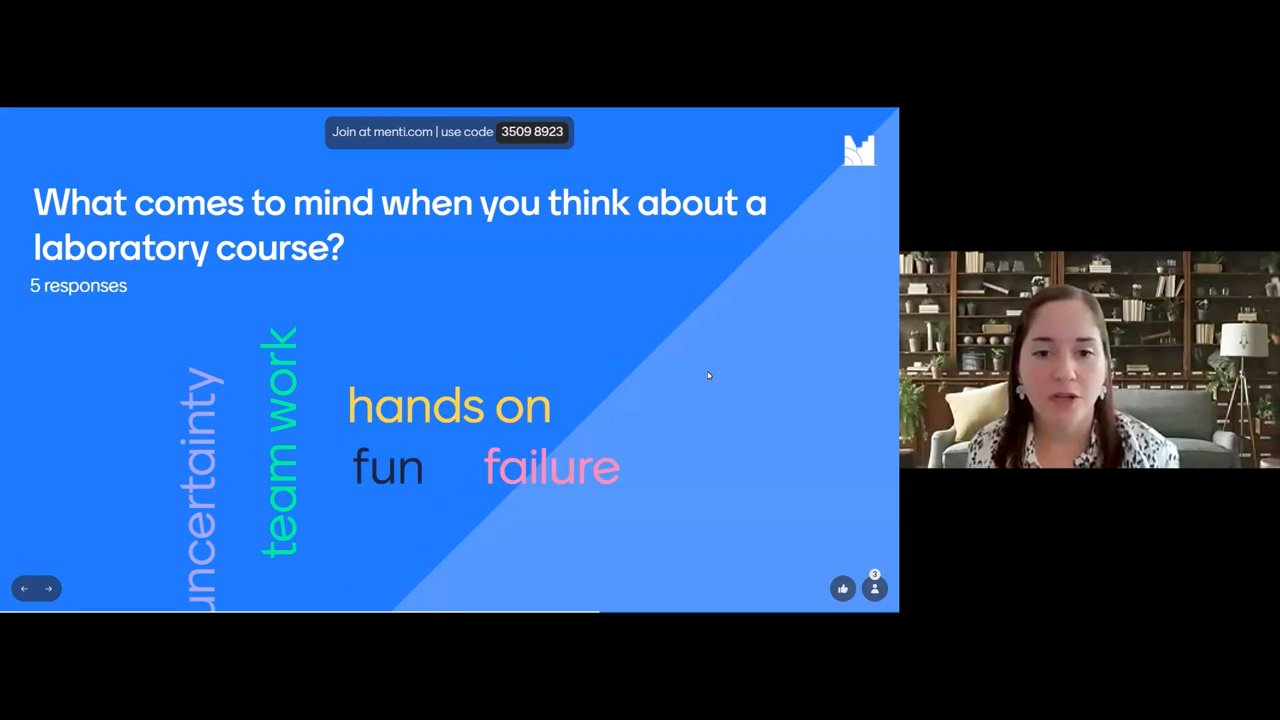 Join at menti.com | use code 3509 8923
What comes to mind when you think about a
laboratory course?
5 responses
uncertainty
team work
hands on
fun failure
3